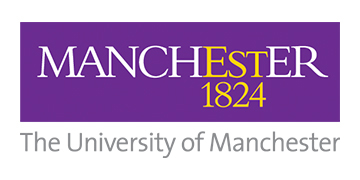 MANCHEsTER
1824
The University of Manchester